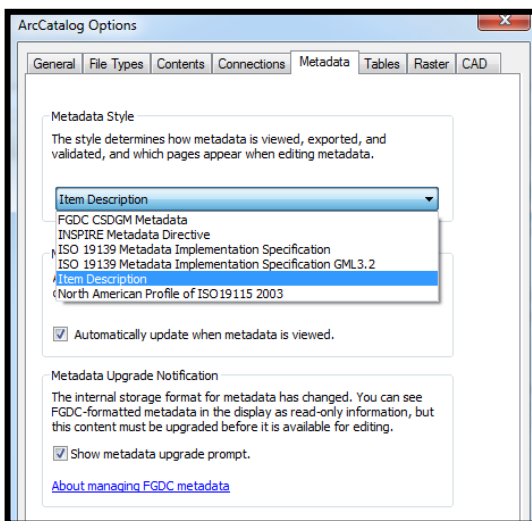 ArcCatalog Options
General File Types Contents Connections Metadata Tables Raster CAD
Metadata Style
The style determines how metadata is viewed, exported, and
validated, and which pages appear when editing metadata.
Item Description
FGDC CSDGM Metadata
INSPIRE Metadata Directive
ISO 19139 Metadata Implementation Specification
ISO 19139 Metadata Implementation Specification GML3.2
Item Description
North American Profile of ISO19115 2003
Automatically update when metadata is viewed.
Metadata Upgrade Notification
The internal storage format for metadata has changed. You can see
FGDC-formatted metadata in the display as read-only information, but
this content must be upgraded before it is available for editing.
Show metadata upgrade prompt.
About managing FGDC metadata